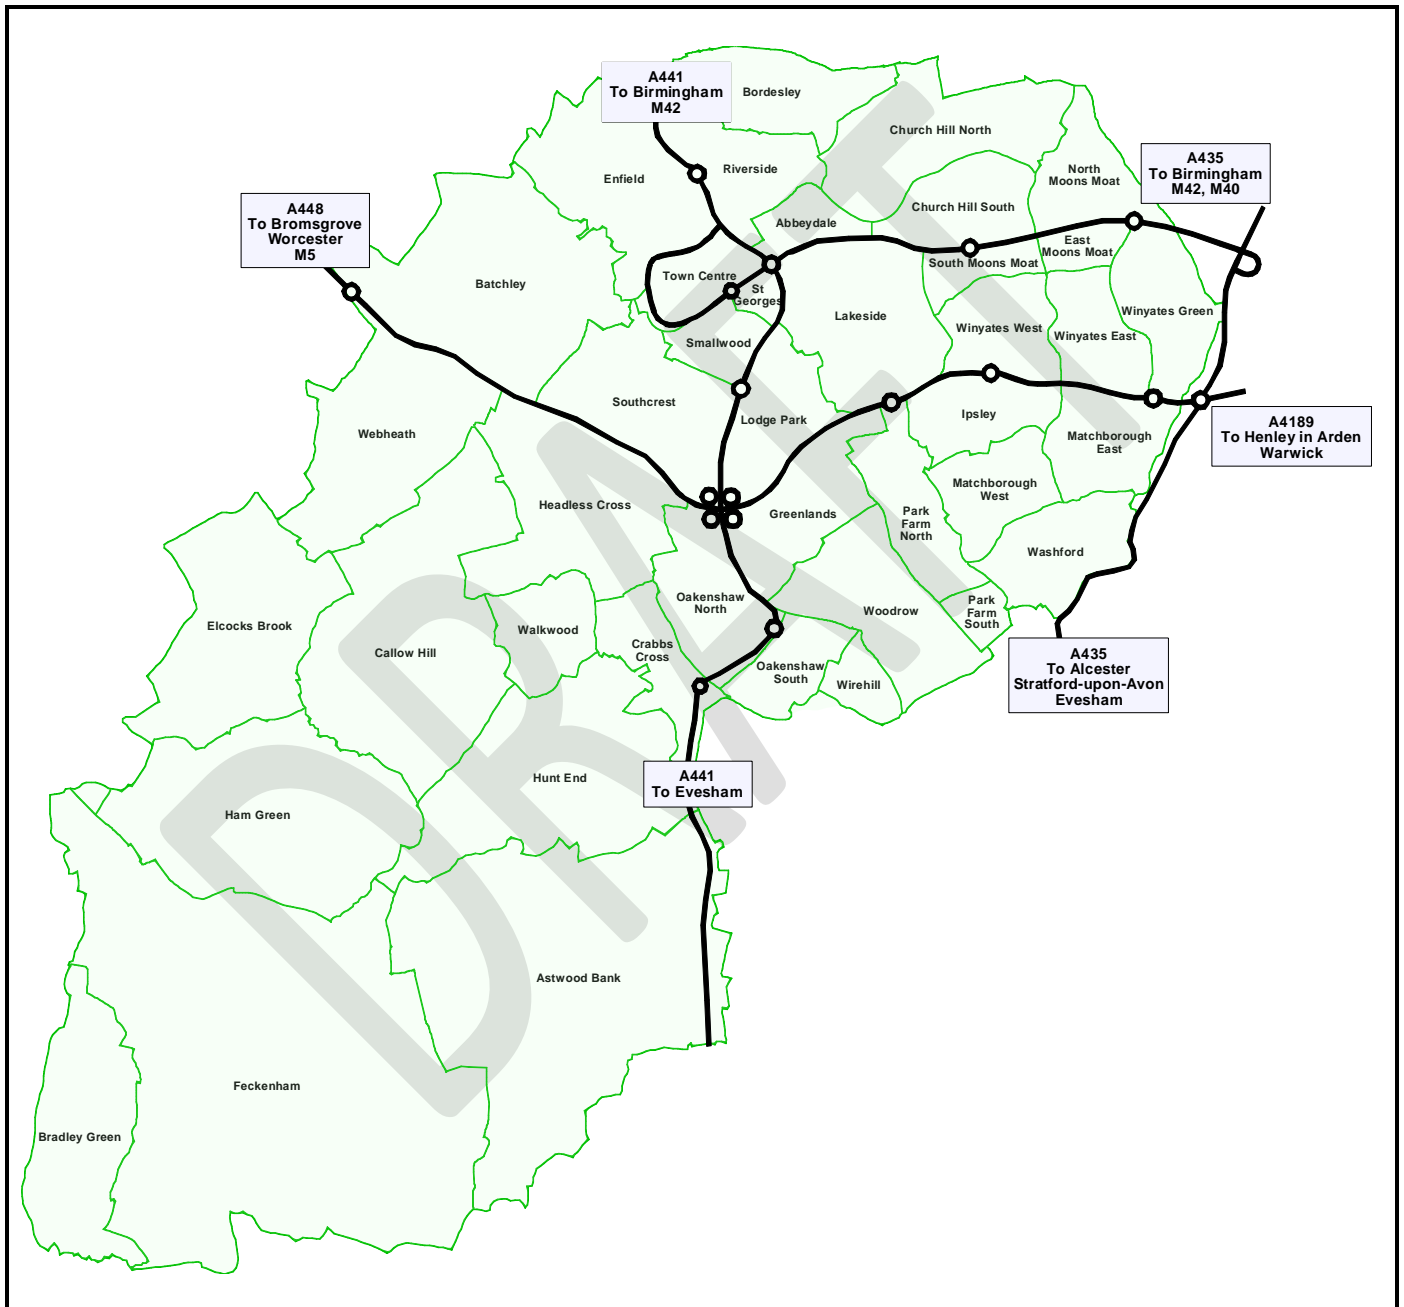 A441
To Birmingham
M42
Bordesley
Church Hill North
A435
To Birmingham
M42, M40
North
Moons Moat
Riverside
Enfield
A448
To Bromsgrove
Worcester
M5
Church Hill South
Abbeydale
East
Moons Moat
South Moons Moat
Town Centre
Batchley
St
Georges
Winyates Green
Lakeside
Winyates West
Winyates East
Smallwood
Southcrest
Lodge Park
Ipsley
A4189
To Henley in Arden
Warwick
Webheath
Matchborough
East
Matchborough
West
Headless Cross
Greenlands
Park
Farm
North
Washford
Oakenshaw
North
Woodrow
Park
Farm
South
Elcocks Brook
Walkwood
Callow Hill
Crabbs
Cross
Oakenshaw
South
Wirehill
A435
To Alcester
Stratford-upon-Avon
Evesham
Hunt End
A441
To Evesham
Ham Green
Astwood Bank
Feckenham
Bradley Green
DRAFT